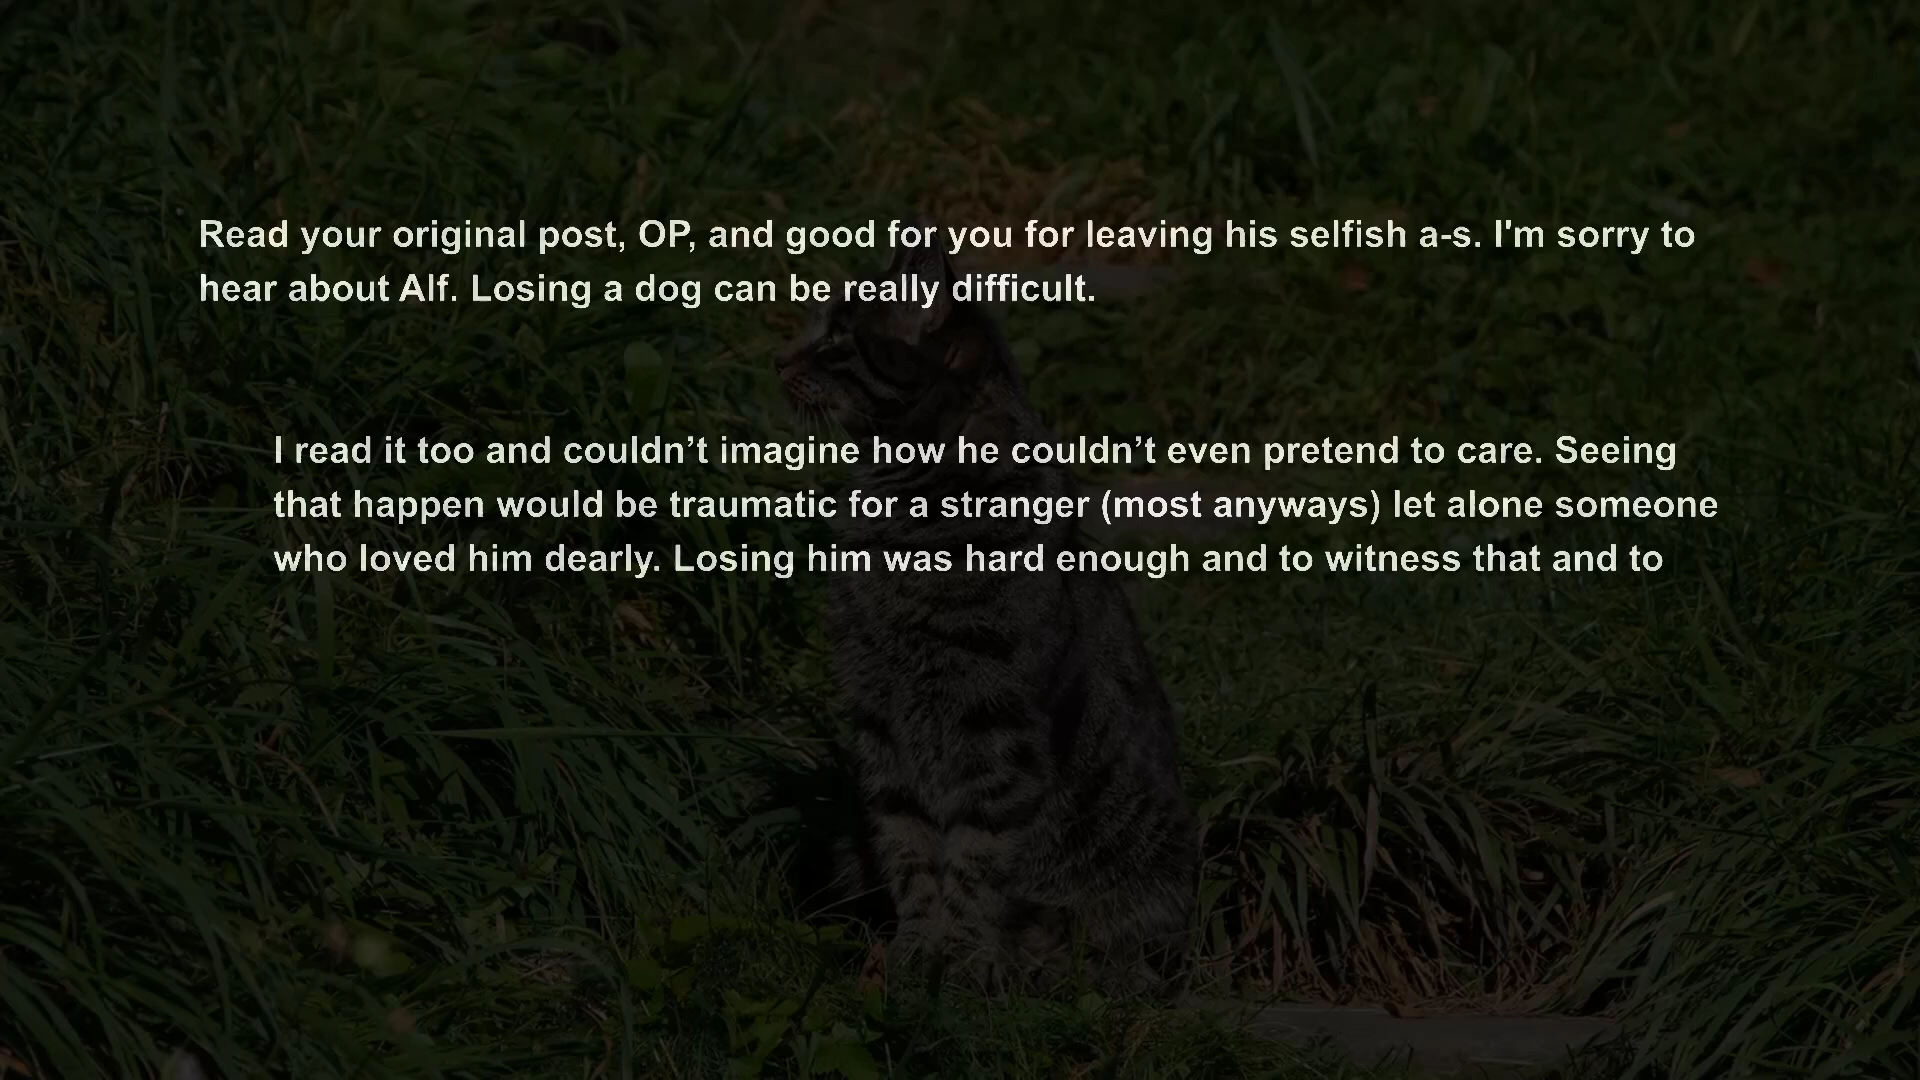 Read your original post, OP, and good for you for leaving his selfish a-s. I'm sorry to
hear about Alf. Losing a dog can be really difficult.
I read it too and couldn’t imagine how he couldn’t even pretend to care. Seeing
that happen would be traumatic for a stranger (most anyways) let alone someone
who loved him dearly. Losing him was hard enough and to witness that and to